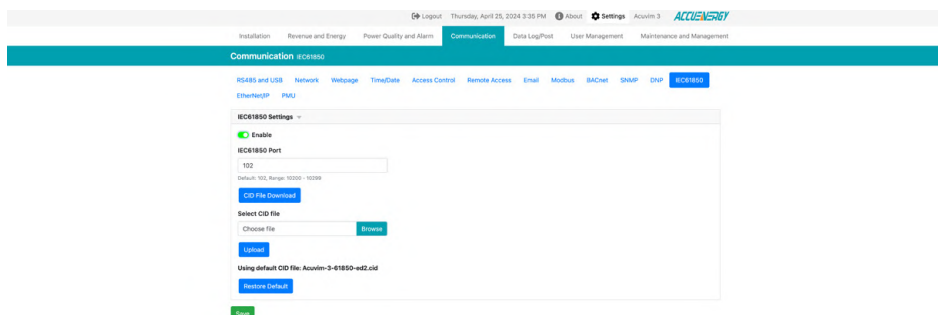 Logout Thursday, April 25, 2024 3:35 PM About Settings Acuvim 3 ACCUENERGY
Installation Revenue and Energy Power Quality and Alarm Communication Data Log/Post User Management Maintenance and Management
Communication IEC61850
RS485 and USB Network Webpage Time/Date Access Control Remote Access Email Modbus BACnet SNMP DNP IEC61850
EtherNet/IP PMU
IEC61850 Settings
Enable
IEC61850 Port
102
Default: 102, Range: 10200 - 10299
CID File Download
Select CID file
Choose file Browse
Upload
Using default CID file: Acuvim-3-61850-ed2.cid
Restore Default
Save